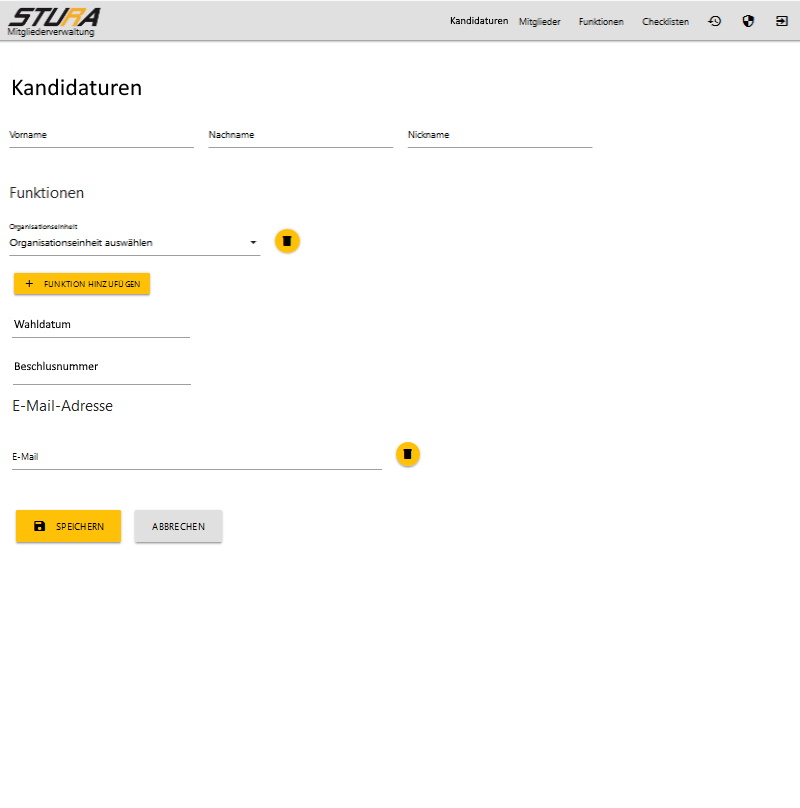 STURA
Mitgliederverwaltung
Kandidaturen Mitglieder Funktionen Checklisten
Kandidaturen
Vorname Nachname Nickname
Funktionen
Organisationseinheit
Organisationseinheit auswählen
+ FUNKTION HINZUFÜGEN
Wahldatum
Beschlusnummer
E-Mail-Adresse
E-Mail
SPEICHERN ABBRECHEN